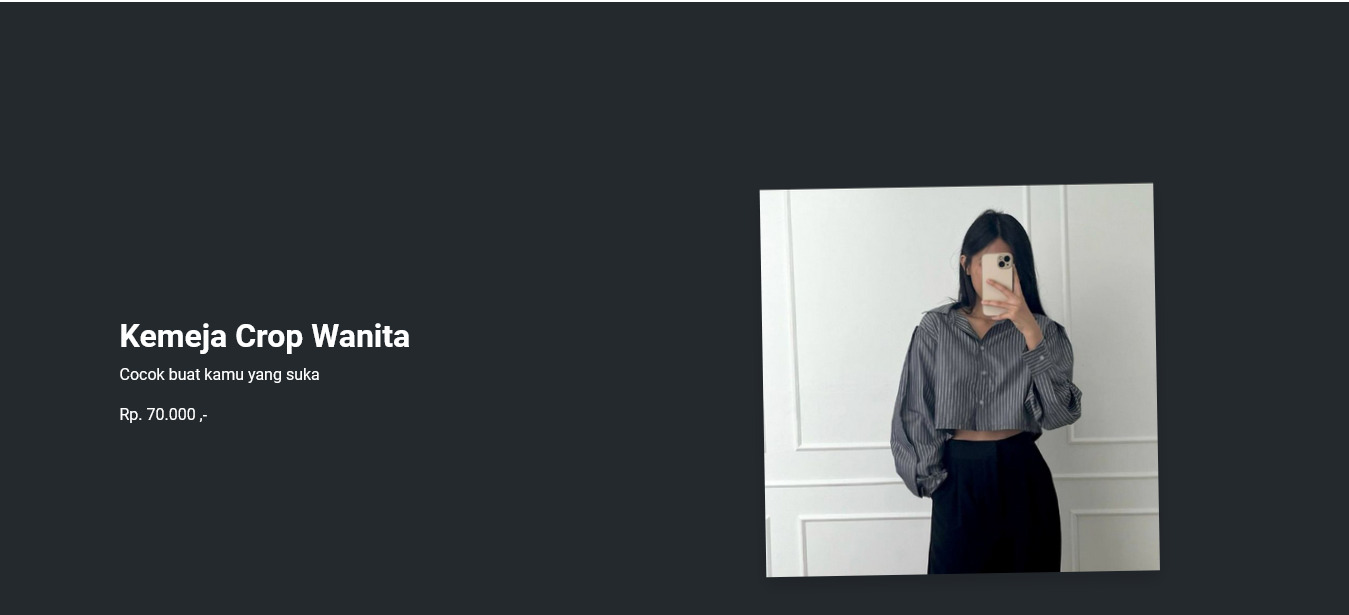 Kemeja Crop Wanita
Cocok buat kamu yang suka
Rp. 70.000 ,-